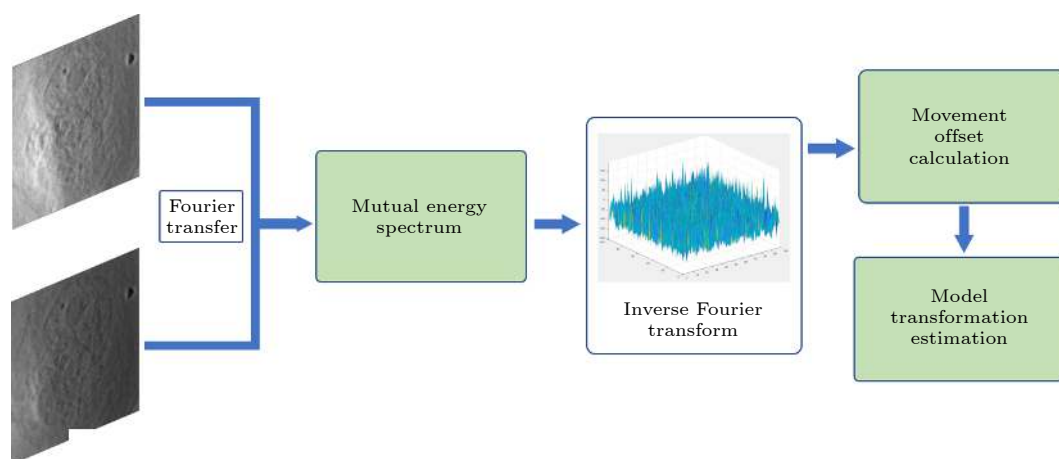 Fourier
transfer
Mutual energy
spectrum
Inverse Fourier
transform
Movement
offset
calculation
Model
transformation
estimation